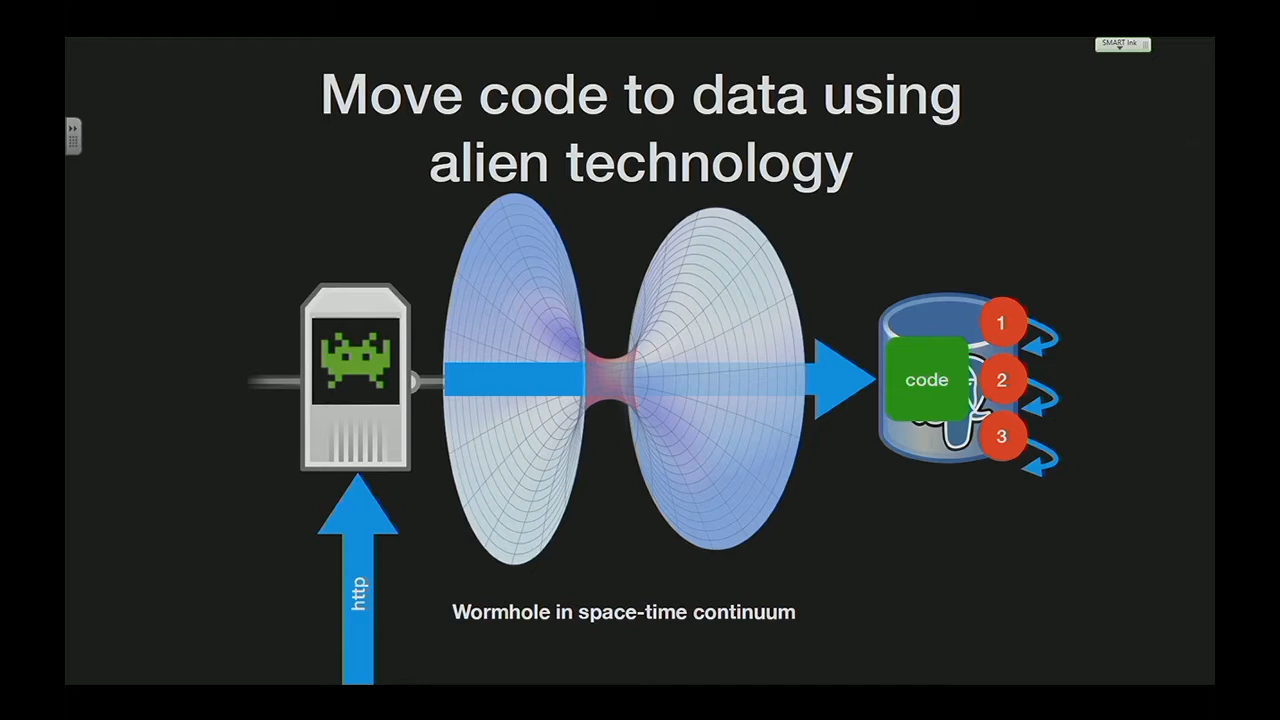 SMART Ink
Move code to data using
alien technology
1
code
2
3
http
Wormhole in space-time continuum